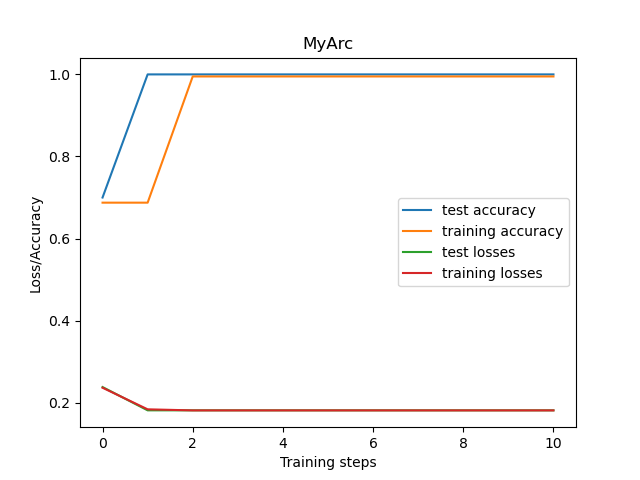 MyArc
1.0
0.8
0.6
0.4
0.2
Loss/Accuracy
test accuracy
training accuracy
test losses
training losses
0 2 4 6 8 10
Training steps